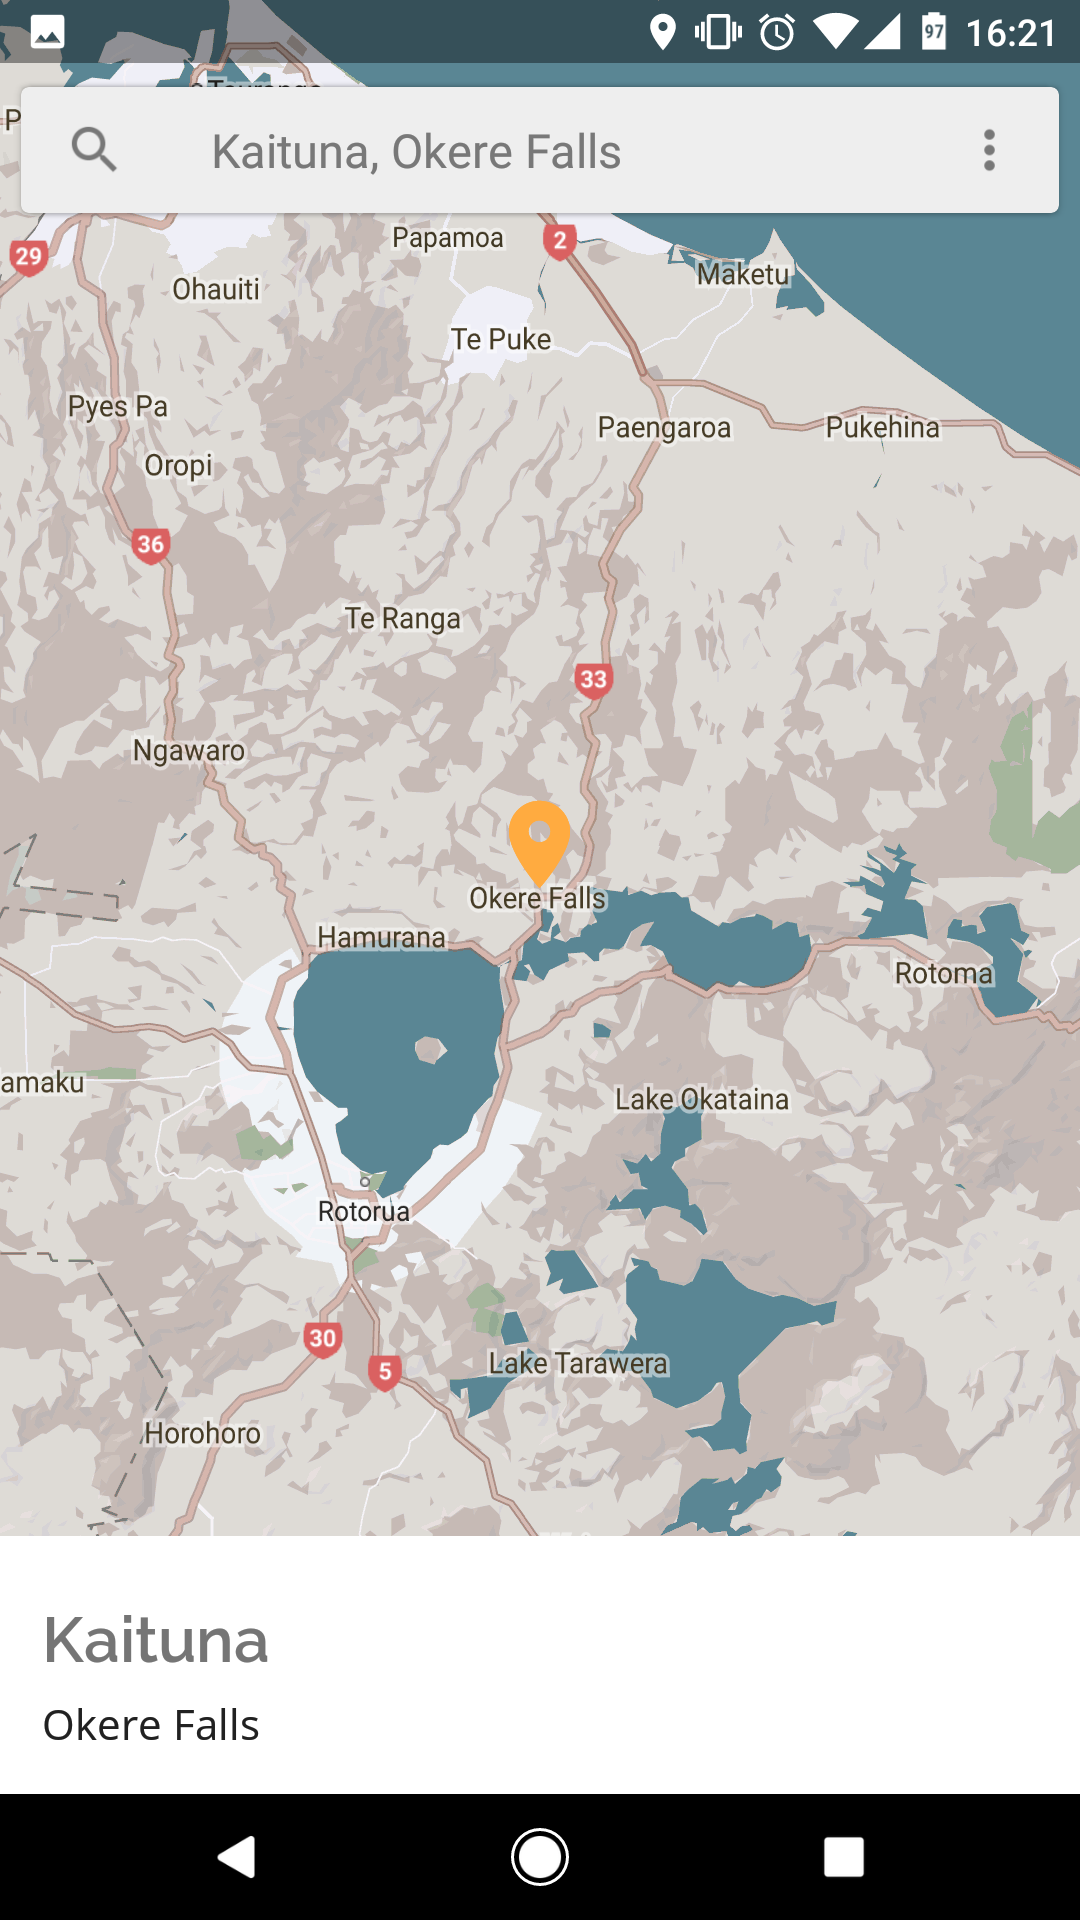 97 16:21
Tauranga
P
Kaituna, Okere Falls
Papamoa
2
29
Maketu
Ohauiti
Te Puke
Pyes Pa
Paengaroa
Pukehina
Oropi
36
Te Ranga
33
Ngawaro
Okere Falls
Hamurana
Rotoma
amaku
Lake Okataina
Rotorua
30
Lake Tarawera
5
Horohoro
Kaituna
Okere Falls